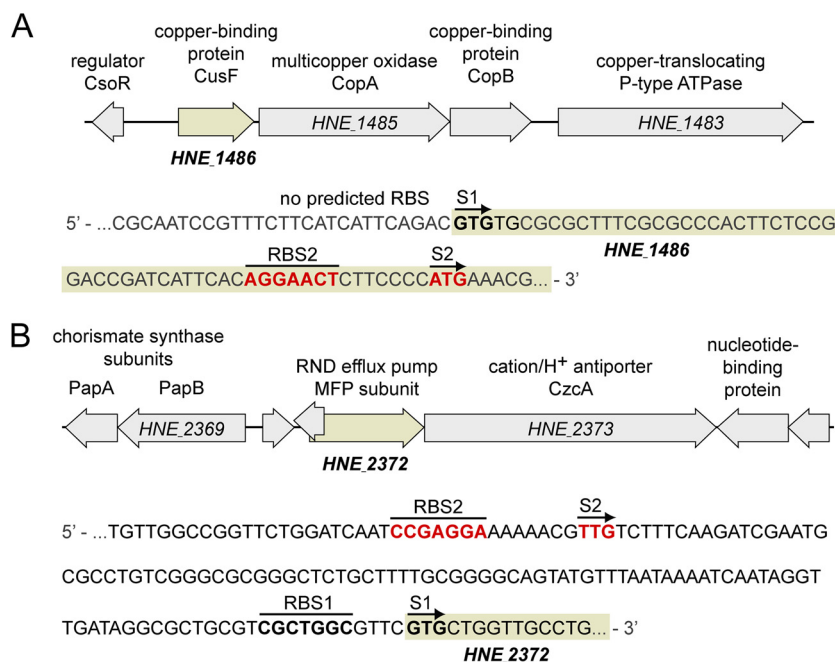 A
regulator CsoR
copper-binding protein CusF
multicopper oxidase CopA
copper-binding protein CopB
copper-translocating P-type ATPase
HNE_1485
HNE_1483
HNE_1486
no predicted RBS
S1
5’ - ...CGCAATCCGTTTCTTCATCATTCAGAC GTGTGCGCGCTTTCGCGCCCACTTCTCCG
HNE_1486
RBS2
S2
GACCGATCATTCACAGGAACTCTTCCCCATGAAACG... - 3’
B
chorismate synthase subunits
PapA
PapB
RND efflux pump MFP subunit
cation/H+ antiporter CzcA
nucleotide-binding protein
HNE_2369
HNE_2373
HNE_2372
RBS2
S2
5’ - ...TGTTGGCCGGTTCTGGATCAATCCGAGGAAAAAACGTTGTCTTTCAAGATCGAATG
CGCCTGTCGGGCGCGGGCTCTGCTTTTGCGGGGCAGTATGTTTAATAAAATCAATAGGT
RBS1
S1
TGATAGGCGCTGCGTCGCTGGCGTTCGTGCTGGTTGCCTG... - 3’
HNE 2372